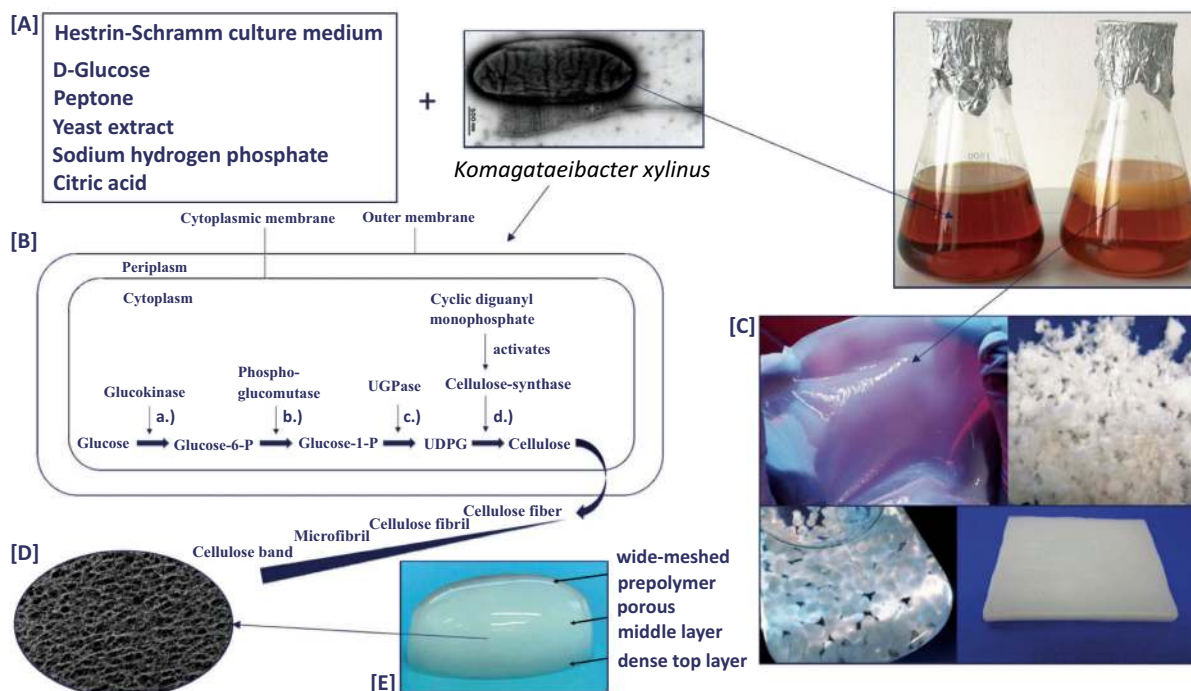 [A]
Hestrin-Schramm culture medium
D-Glucose
Peptone
Yeast extract
Sodium hydrogen phosphate
Citric acid
+
Komagataeibacter xylinus
Cytoplasmic membrane
Outer membrane
[B]
Periplasm
Cytoplasm
Cyclic diguanyl
monophosphate
activates
Glucokinase
Phospho-
glucomutase
UGPase
Cellulose-synthase
a.)
b.)
c.)
d.)
Glucose
Glucose-6-P
Glucose-1-P
UDPG
Cellulose
[C]
Cellulose fiber
Cellulose fibril
Microfibril
Cellulose band
[D]
wide-meshed
prepolymer
porous
middle layer
dense top layer
[E]